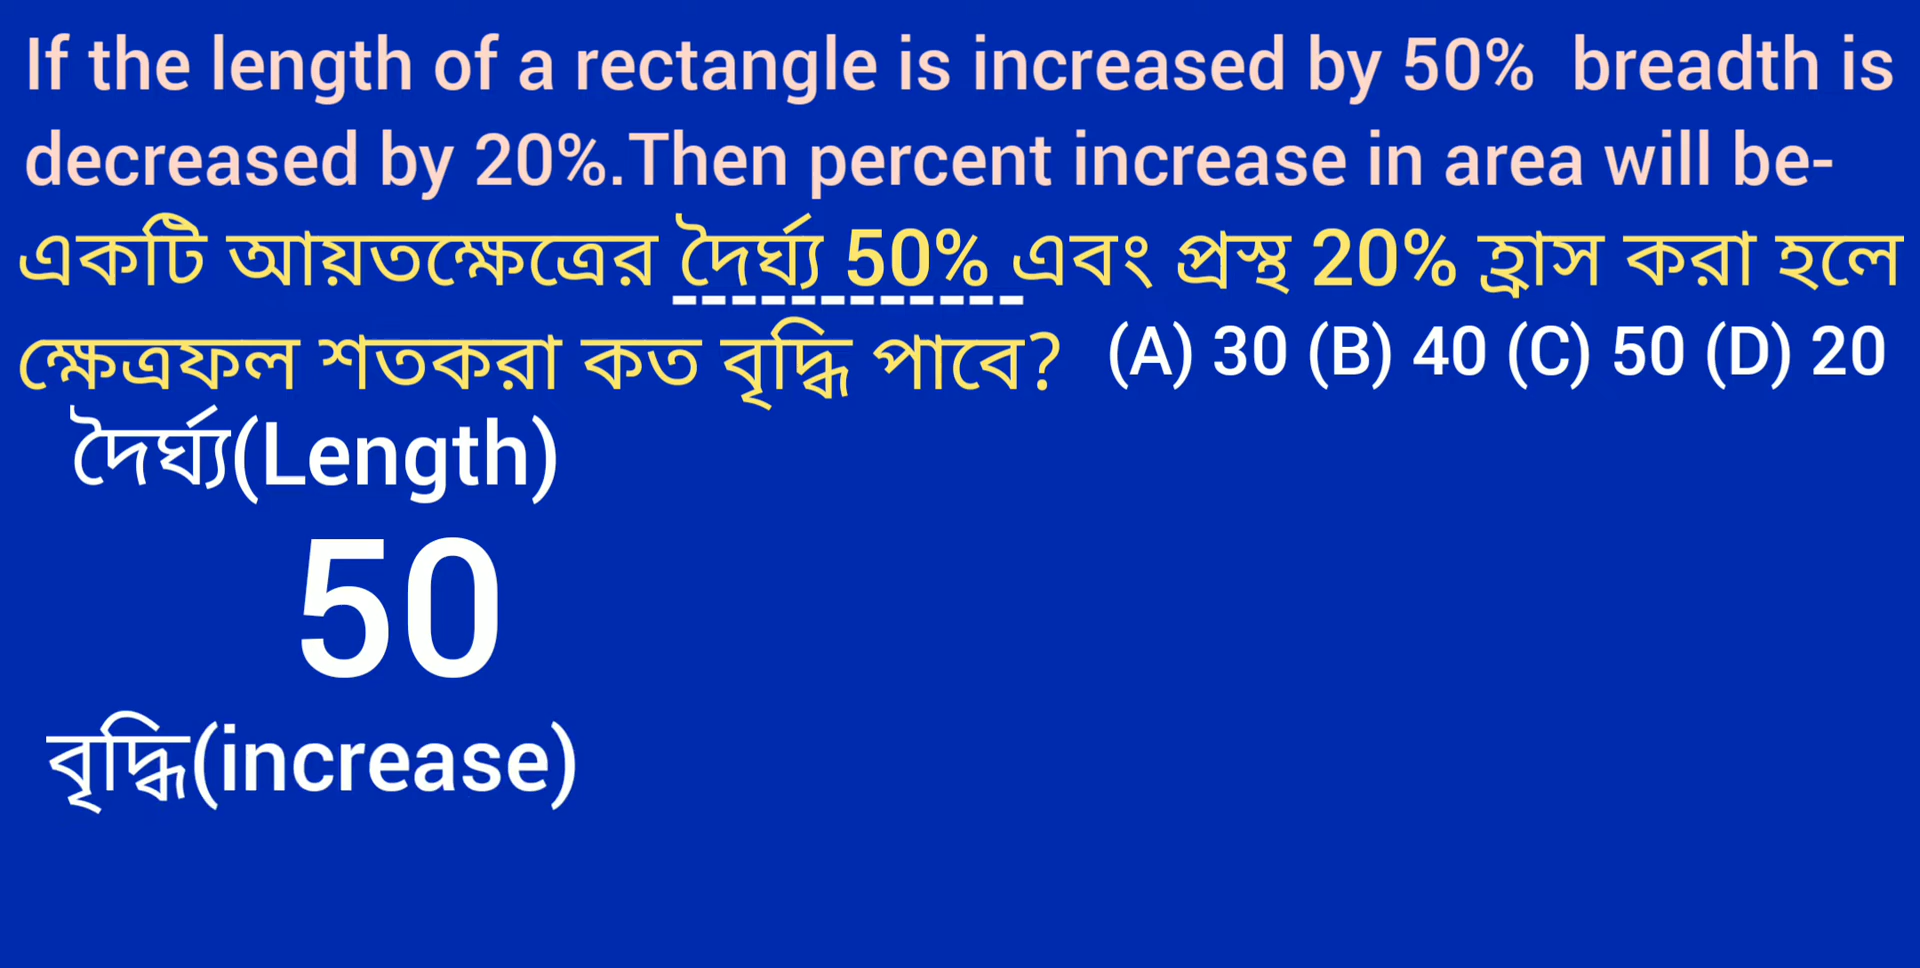 If the length of a rectangle is increased by 50% breadth is
decreased by 20%.Then percent increase in area will be-
একটি আয়তক্ষেত্রের দৈর্ঘ্য 50% এবং প্রস্থ 20% হ্রাস করা হলে
ক্ষেত্রফল শতকরা কত বৃদ্ধি পাবে? (A) 30 (B) 40 (C) 50 (D) 20
দৈর্ঘ্য(Length)
50
বৃদ্ধি(increase)